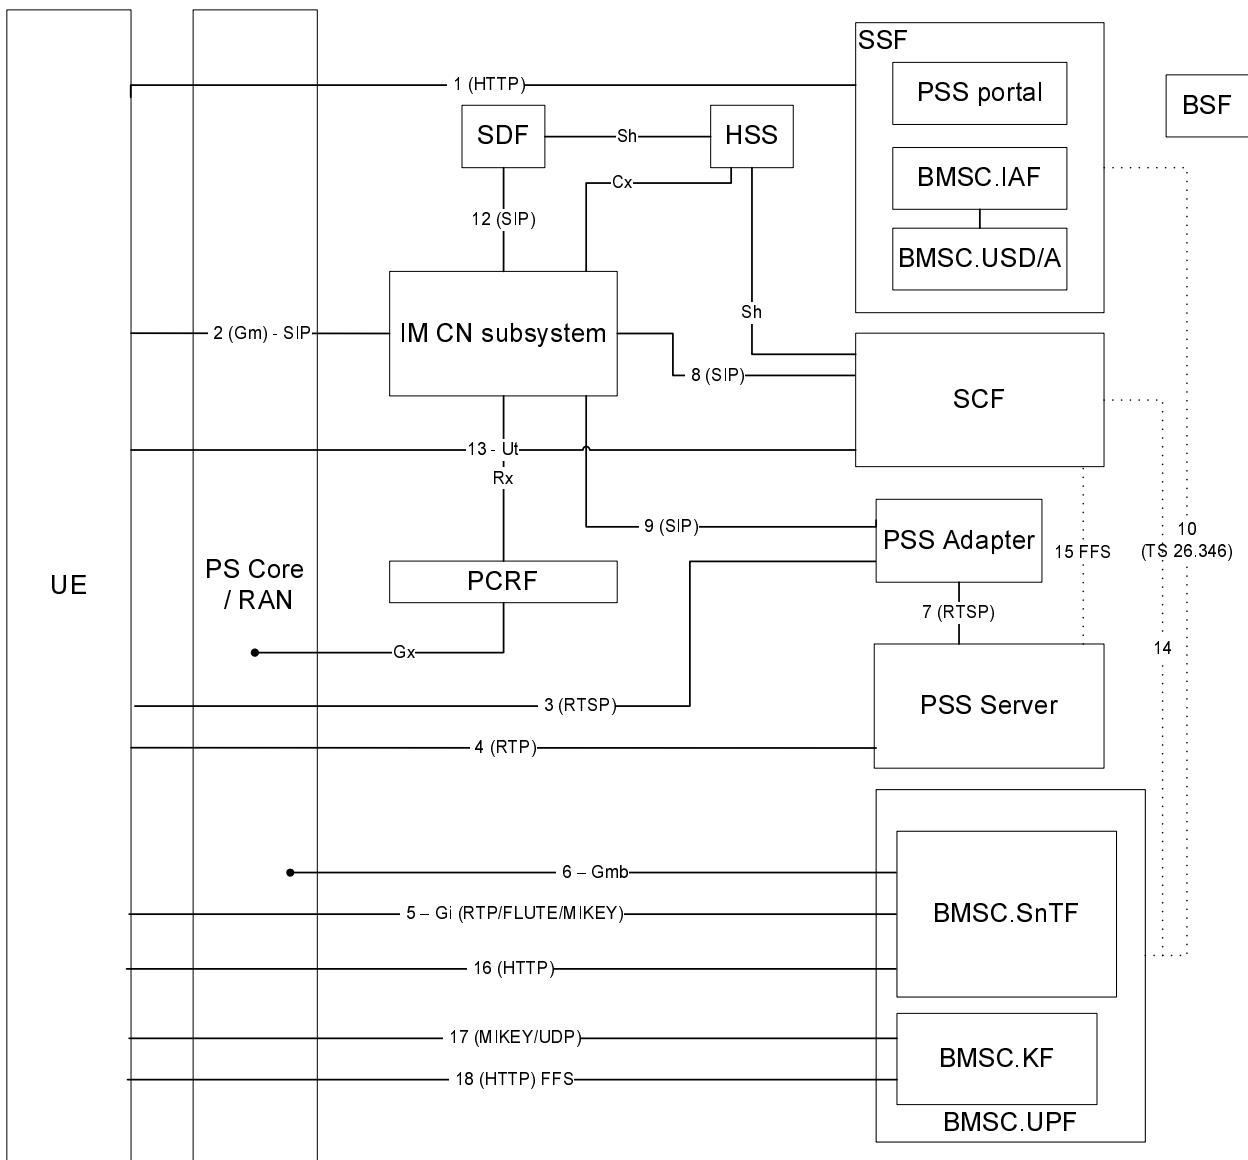 SSF
1 (HTTP)
PSS portal
BSF
SDF
Sh
HSS
BMSC.IAF
Cx
12 (SIP)
BMSC.USD/A
Sh
2 (Gm) - SIP
IM CN subsystem
8 (SIP)
SCF
13 - Ut
Rx
9 (SIP)
PSS Adapter
15 FFS
10
(TS 26.346)
UE
PS Core
/ RAN
PCRF
7 (RTSP)
Gx
14
3 (RTSP)
PSS Server
4 (RTP)
6 – Gmb
5 – Gi (RTP/FLUTE/MIKEY)
BMSC.SnTF
16 (HTTP)
17 (MIKEY/UDP)
BMSC.KF
18 (HTTP) FFS
BMSC.UPF